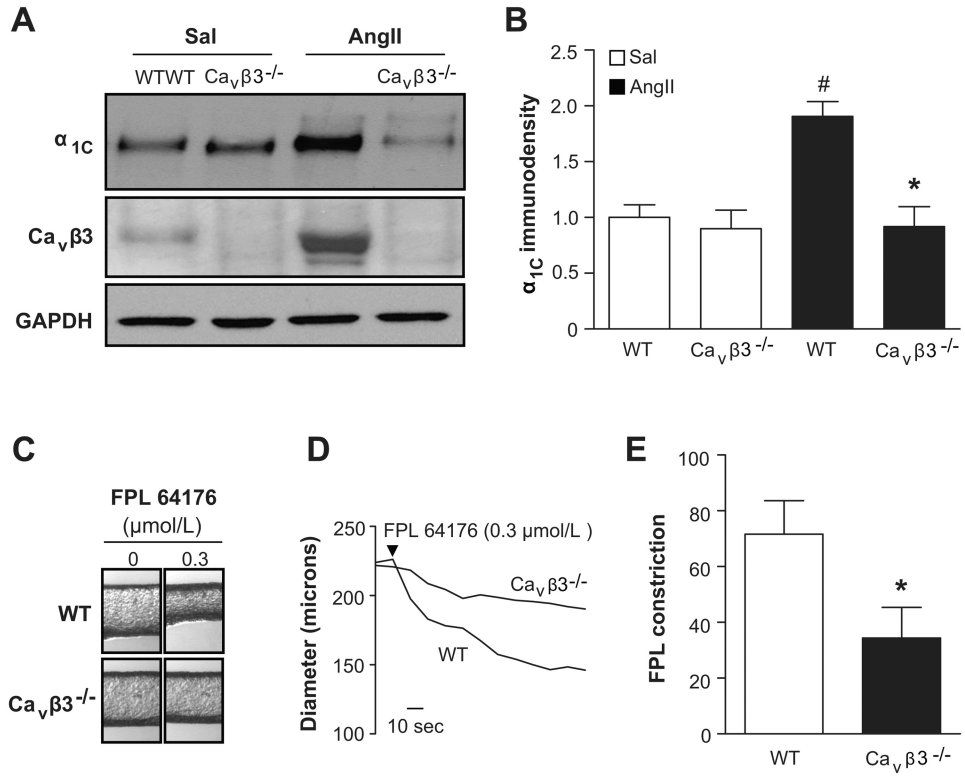 A
Sal
AngII
WTWT
Cavβ3-/-
Cavβ3-/-
α1C
Cavβ3
GAPDH
B
α1C immunodensity
2.5
2.0
1.5
1.0
0.5
0
Sal
AngII
#
*
WT
Cavβ3-/-
WT
Cavβ3-/-
C
FPL 64176
(µmol/L)
0
0.3
WT
Cavβ3-/-
D
Diameter (microns)
250
200
150
100
FPL 64176 (0.3 µmol/L )
Cavβ3-/-
WT
10 sec
E
FPL constriction
100
80
60
40
20
0
*
WT
Cavβ3-/-